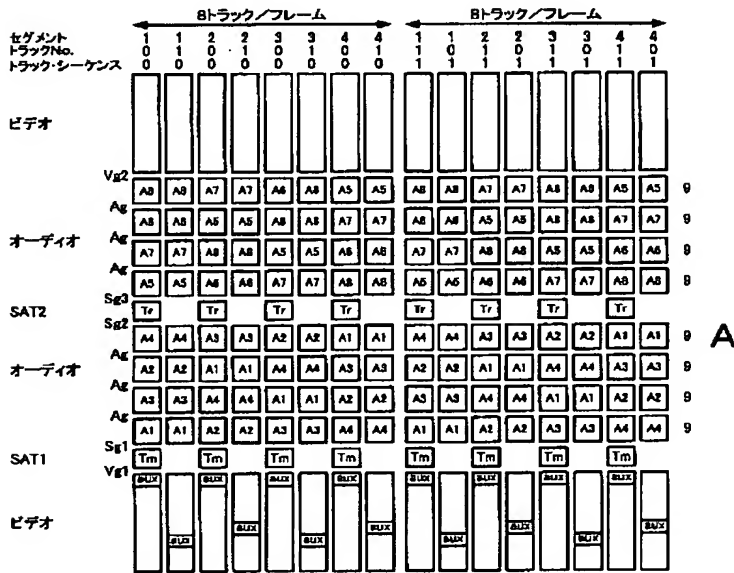 8トラック/フレーム 8トラック/フレーム
セグメント 1 1 2 2 3 3 4 4 1 1 2 2 3 3 4 4
トラックNo. 0 1 0 1 0 1 0 1 0 1 0 1 0 1 0 1
トラック・シーケンス 0 0 0 0 0 0 0 0 1 1 1 1 1 1 1 1
ビデオ
Vg2
A8 A8 A7 A7 A6 A6 A5 A5 A8 A8 A7 A7 A6 A6 A5 A5 9
Ag
A6 A6 A5 A5 A8 A8 A7 A7 A6 A6 A5 A5 A8 A8 A7 A7 9
オーディオ Ag
A7 A7 A8 A8 A5 A5 A6 A6 A7 A7 A8 A8 A5 A5 A6 A6 9
Ag
A5 A5 A6 A6 A7 A7 A8 A8 A5 A5 A6 A6 A7 A7 A8 A8 9
Sg3
SAT2 Tr Tr Tr Tr Tr Tr Tr Tr
Sg2
A4 A4 A3 A3 A2 A2 A1 A1 A4 A4 A3 A3 A2 A2 A1 A1 9 A
Ag
オーディオ A2 A2 A1 A1 A4 A4 A3 A3 A2 A2 A1 A1 A4 A4 A3 A3 9
Ag
A3 A3 A4 A4 A1 A1 A2 A2 A3 A3 A4 A4 A1 A1 A2 A2 9
Ag
A1 A1 A2 A2 A3 A3 A4 A4 A1 A1 A2 A2 A3 A3 A4 A4 9
Sg1
SAT1 Tm Tm Tm Tm Tm Tm Tm Tm
Vg1
aux aux aux aux aux aux aux aux
ビデオ
aux aux aux aux aux aux aux aux